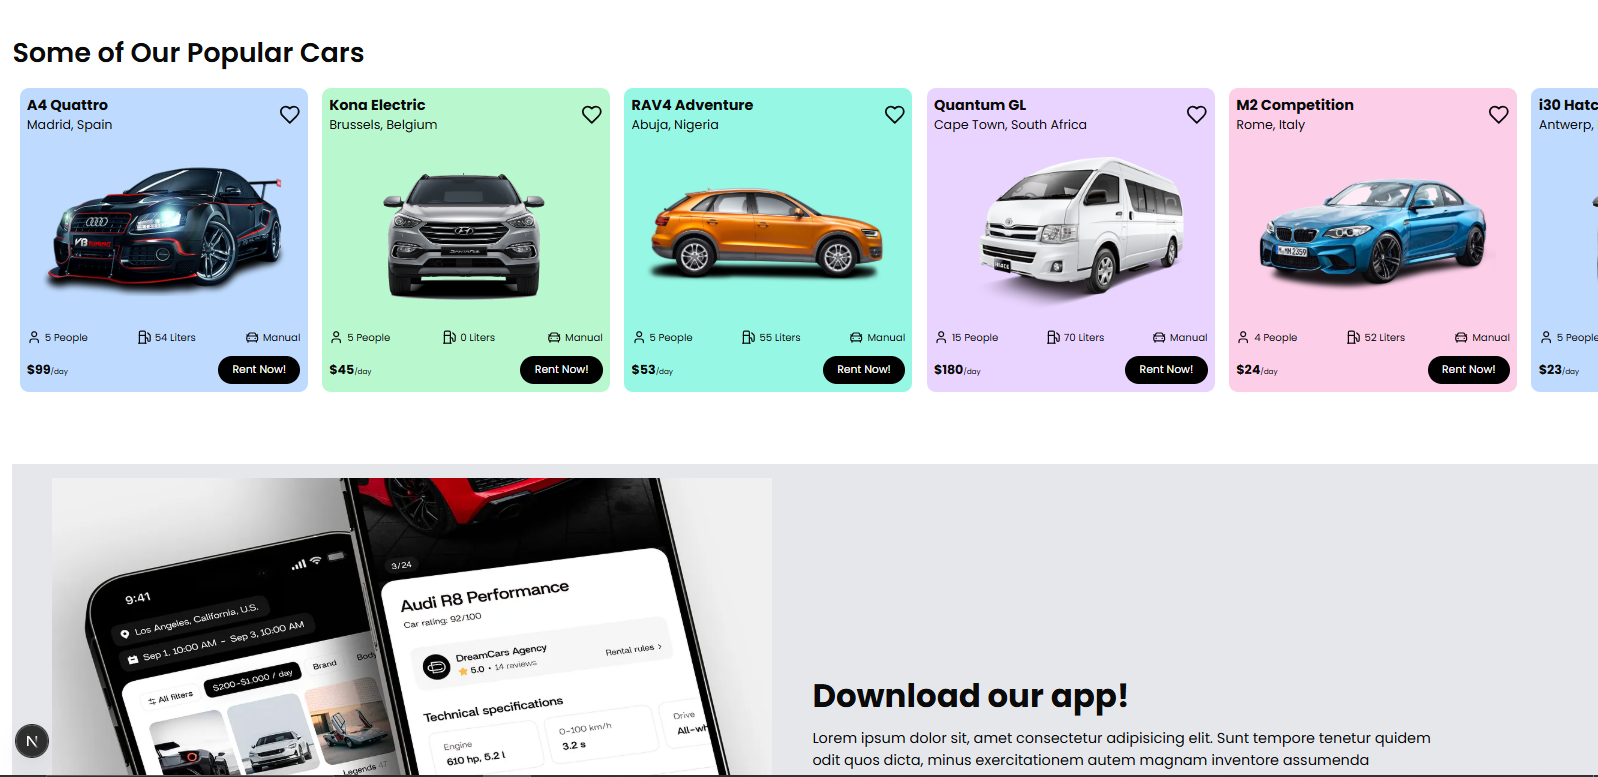 Some of Our Popular Cars
A4 Quattro
Madrid, Spain
5 People
54 Liters
Manual
$99/day
Rent Now!
Kona Electric
Brussels, Belgium
5 People
0 Liters
Manual
$45/day
Rent Now!
RAV4 Adventure
Abuja, Nigeria
5 People
55 Liters
Manual
$53/day
Rent Now!
Quantum GL
Cape Town, South Africa
15 People
70 Liters
Manual
$180/day
Rent Now!
M2 Competition
Rome, Italy
4 People
52 Liters
Manual
$24/day
Rent Now!
i30 Hatc
Antwerp,
5 People
$23/day
9:41
Los Angeles, California, U.S.
Sep 1, 10:00 AM - Sep 3, 10:00 AM
All filters
$200-$1,000 / day
Brand
Body
Legends 47
3/24
Audi R8 Performance
Car rating: 92/100
DreamCars Agency
5.0 • 14 reviews
Rental rules >
Technical specifications
Engine
610 hp, 5.2 l
0-100 km/h
3.2 s
Drive
All-wh
Download our app!
Lorem ipsum dolor sit, amet consectetur adipisicing elit. Sunt tempore tenetur quidem
odit quos dicta, minus exercitationem autem magnam inventore assumenda
N